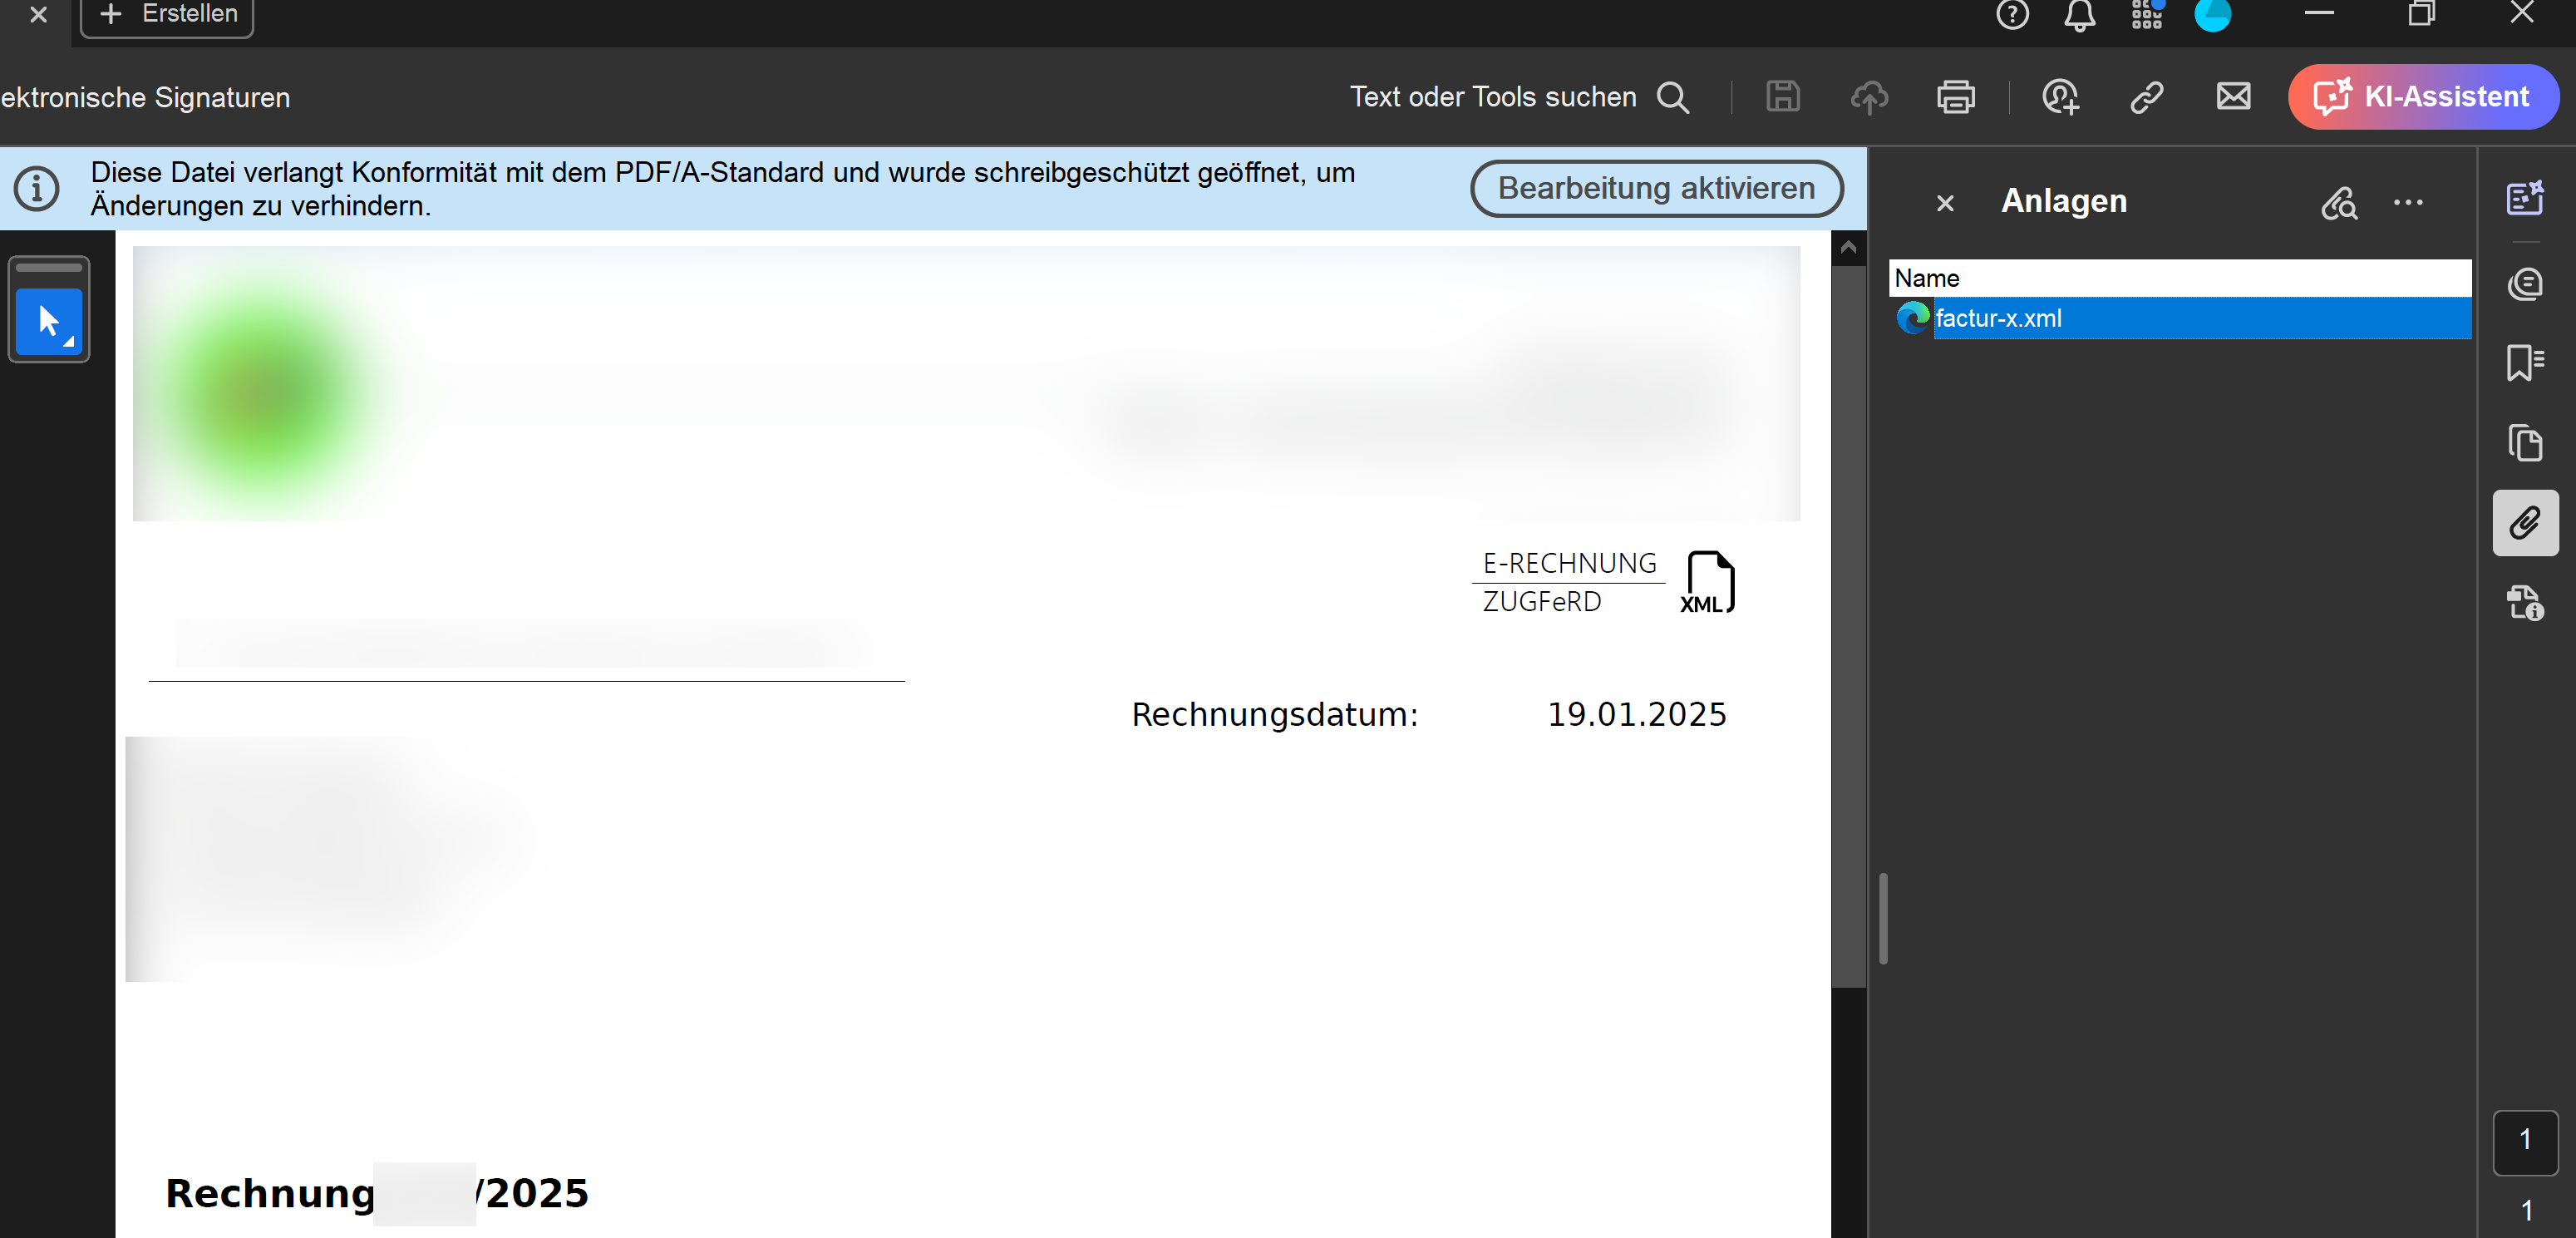 Erstellen
ektronische Signaturen
Text oder Tools suchen
KI-Assistent
Diese Datei verlangt Konformität mit dem PDF/A-Standard und wurde schreibgeschützt geöffnet, um
Änderungen zu verhindern.
Bearbeitung aktivieren
Anlagen
Name
factur-x.xml
E-RECHNUNG
ZUGFeRD
XML
Rechnungsdatum: 19.01.2025
Rechnung /2025
1
1